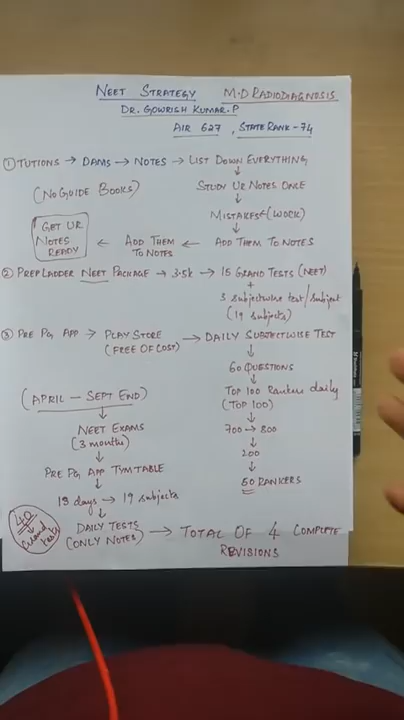 NEET STRATEGY M.D RADIODIAGNOSIS
DR. GOWRISH KUMAR. P
AIR 627, STATE RANK - 74
① TUTIONS → DAMS → NOTES → LIST DOWN EVERYTHING
↓
(NO GUIDE BOOKS) STUDY UR NOTES ONCE
↓
MISTAKES (WORK)
↓
GET UR NOTES READY ← ADD THEM TO NOTES ← ADD THEM TO NOTES
② PREPLADDER NEET PACKAGE → 3.5K → 15 GRAND TESTS (NEET)
+
3 subjectwise test/subject
(19 subjects)
③ PRE PG APP → PLAY STORE → DAILY SUBJECTWISE TEST
(FREE OF COST)
↓
60 QUESTIONS
↓
(APRIL - SEPT END) TOP 100 Rankers daily
(TOP 100)
↓
NEET EXAMS 700 → 800
(3 months)
↓
PRE PG APP TYMTABLE 200
↓
19 days → 19 subjects 50 RANKERS
↓
40 → Grand tests
DAILY TESTS → TOTAL OF 4 COMPLETE
(ONLY NOTES) REVISIONS